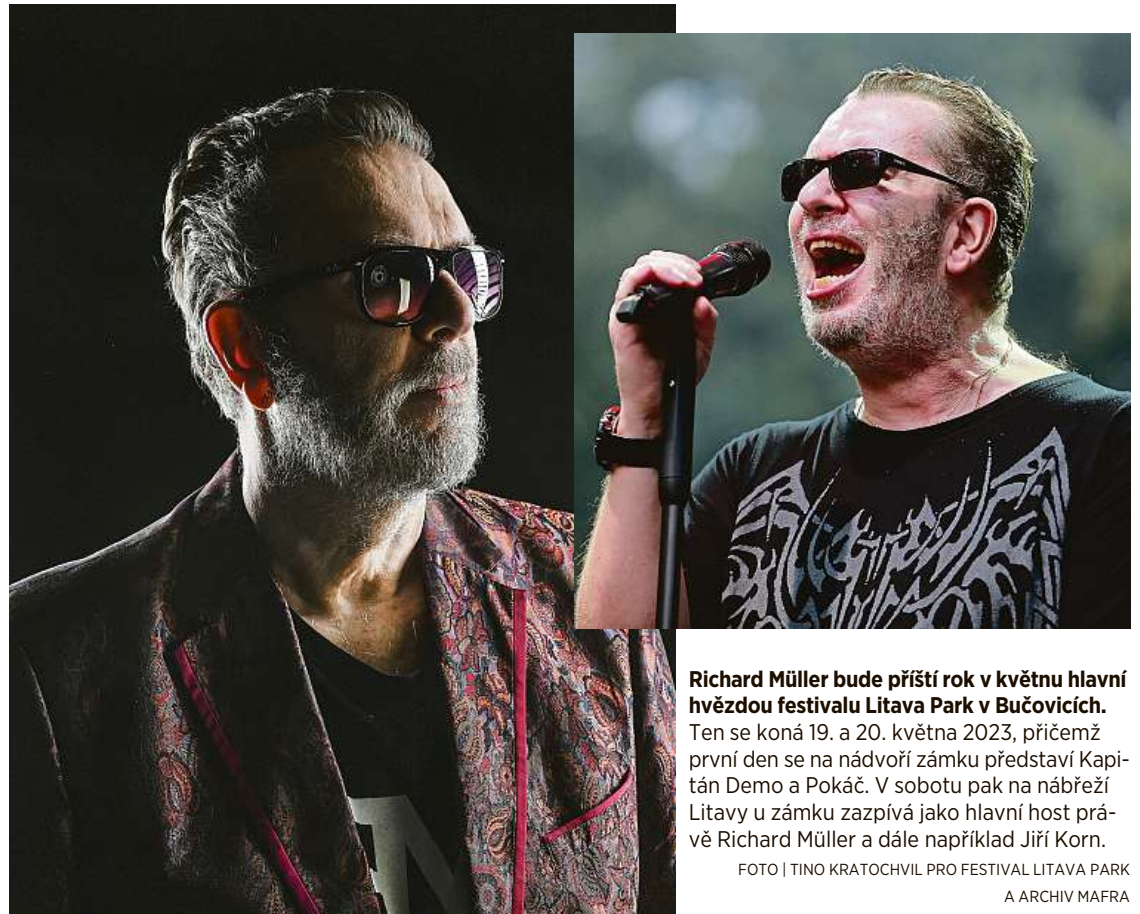 Richard Müller bude příští rok v květnu hlavní
hvězdou festivalu Litava Park v Bučovicích.
Ten se koná 19. a 20. května 2023, přičemž
první den se na nádvoří zámku představí Kapi-
tán Demo a Pokáč. V sobotu pak na nábřeží
Litavy u zámku zazpívá jako hlavní host prá-
vě Richard Müller a dále například Jiří Korn.
FOTO | TINO KRATOCHVIL PRO FESTIVAL LITAVA PARK
A ARCHIV MAFRA